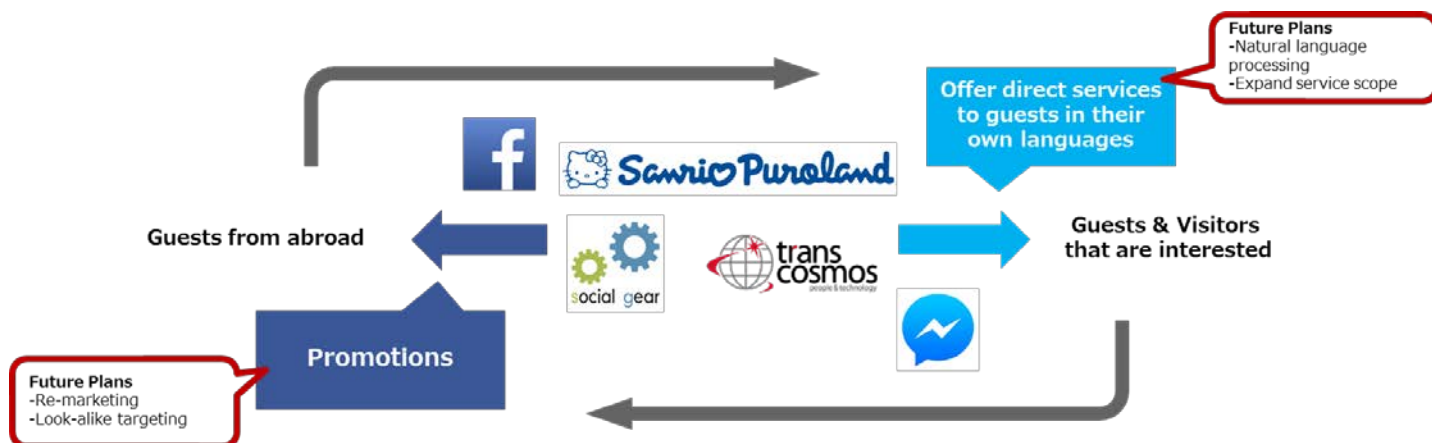 Future Plans
-Natural language
processing
-Expand service scope
Offer direct services
to guests in their
own languages
f
Sanrio Puroland
Guests from abroad
social gear
trans
cosmos
people & technology
Guests & Visitors
that are interested
Promotions
Future Plans
-Re-marketing
-Look-alike targeting